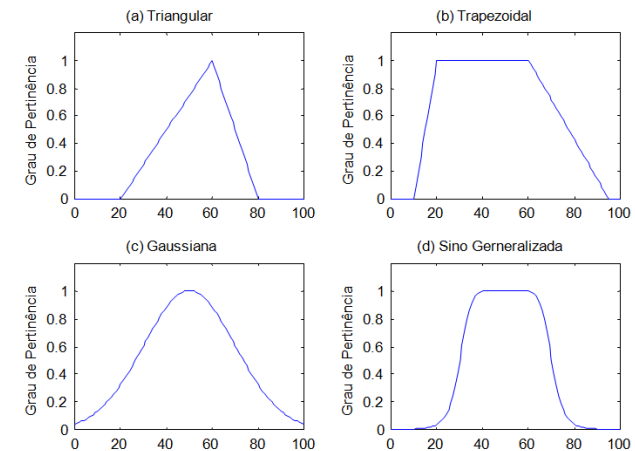 (a) Triangular
Grau de Pertinência
1
0.8
0.6
0.4
0.2
0
0 20 40 60 80 100
(b) Trapezoidal
Grau de Pertinência
1
0.8
0.6
0.4
0.2
0
0 20 40 60 80 100
(c) Gaussiana
Grau de Pertinência
1
0.8
0.6
0.4
0.2
0
0 20 40 60 80 100
(d) Sino Gerneralizada
Grau de Pertinência
1
0.8
0.6
0.4
0.2
0
0 20 40 60 80 100